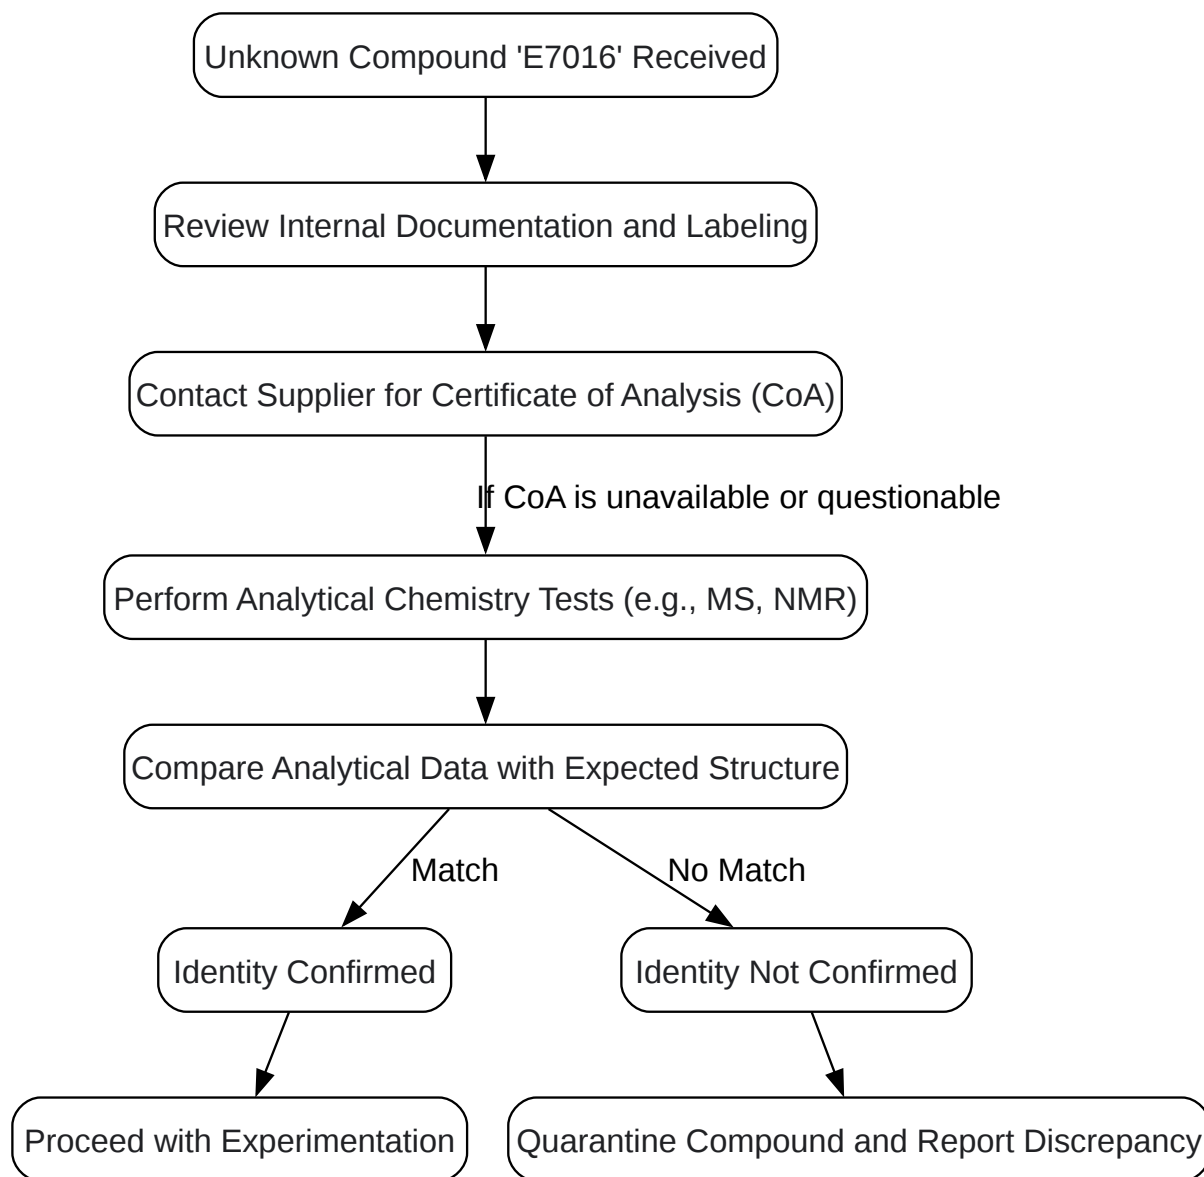 Unknown Compound 'E7016' Received
Review Internal Documentation and Labeling
Contact Supplier for Certificate of Analysis (CoA)
If CoA is unavailable or questionable
Perform Analytical Chemistry Tests (e.g., MS, NMR)
Compare Analytical Data with Expected Structure
Match
No Match
Identity Confirmed
Identity Not Confirmed
Proceed with Experimentation
Quarantine Compound and Report Discrepancy